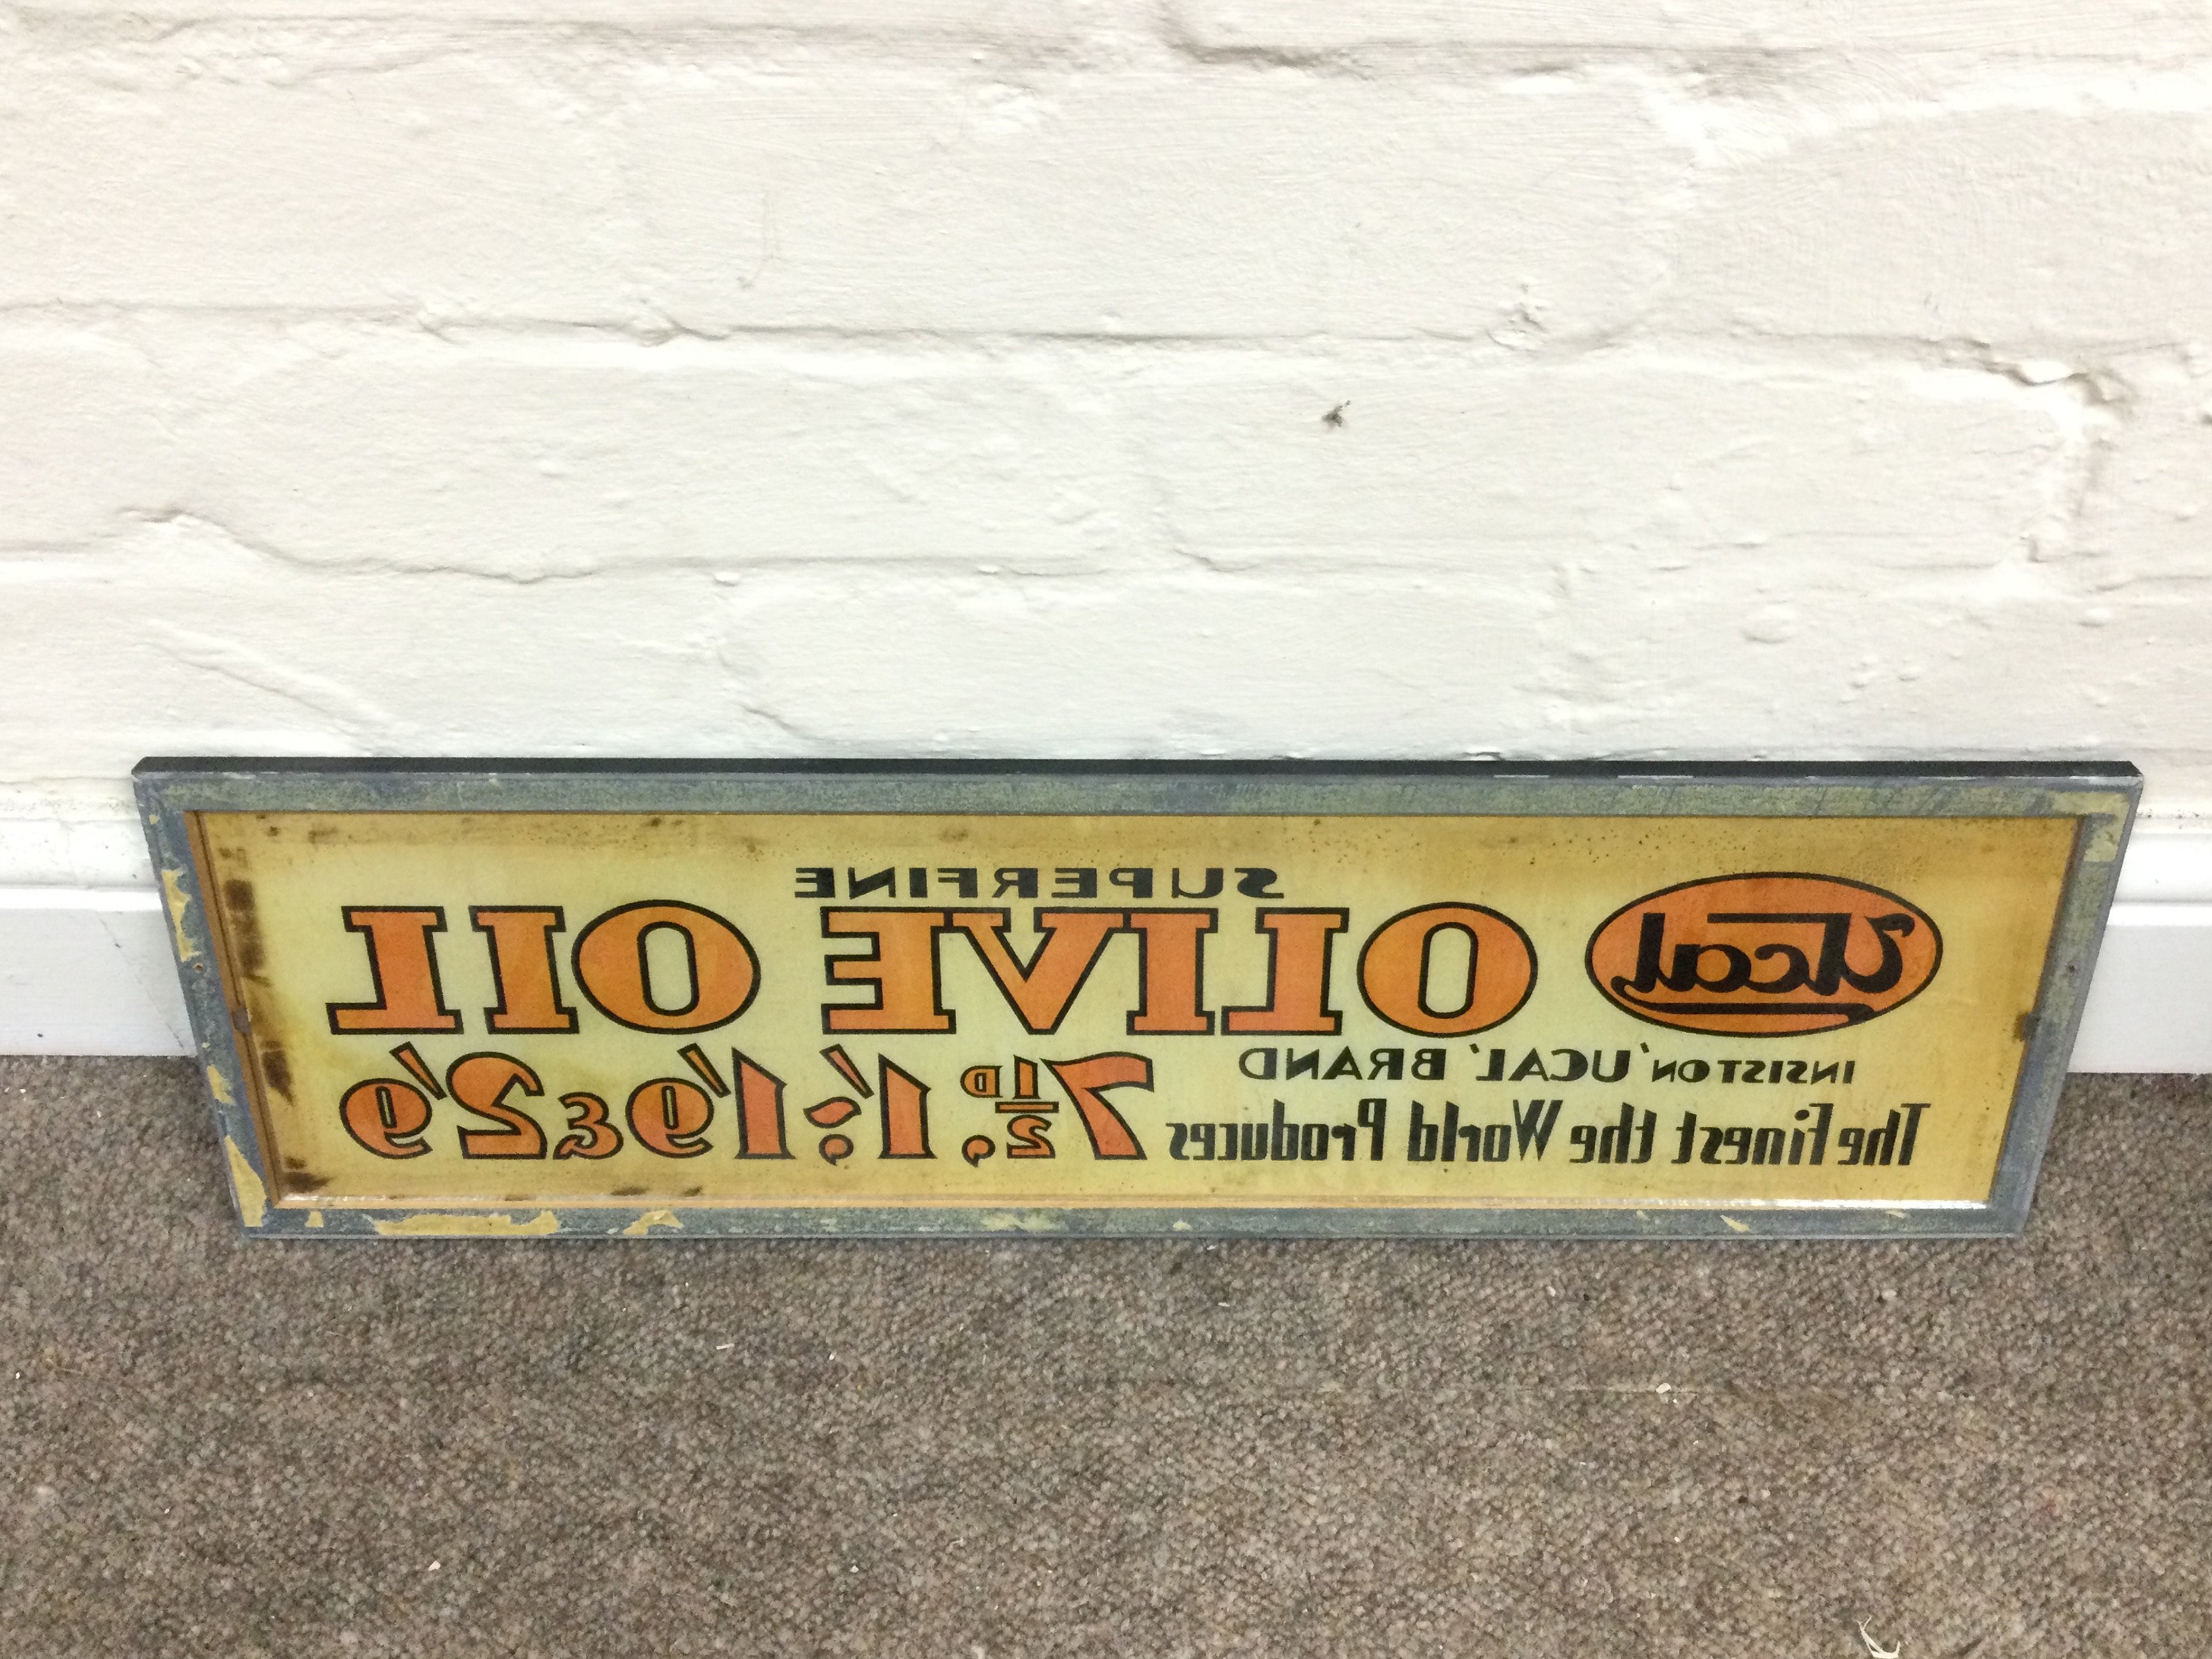 SUPERFINE
Ucal OLIVE OIL
INSIST ON 'UCAL' BRAND
The Finest the World Produces
7½D, 1'~, 1'9 & 2'9